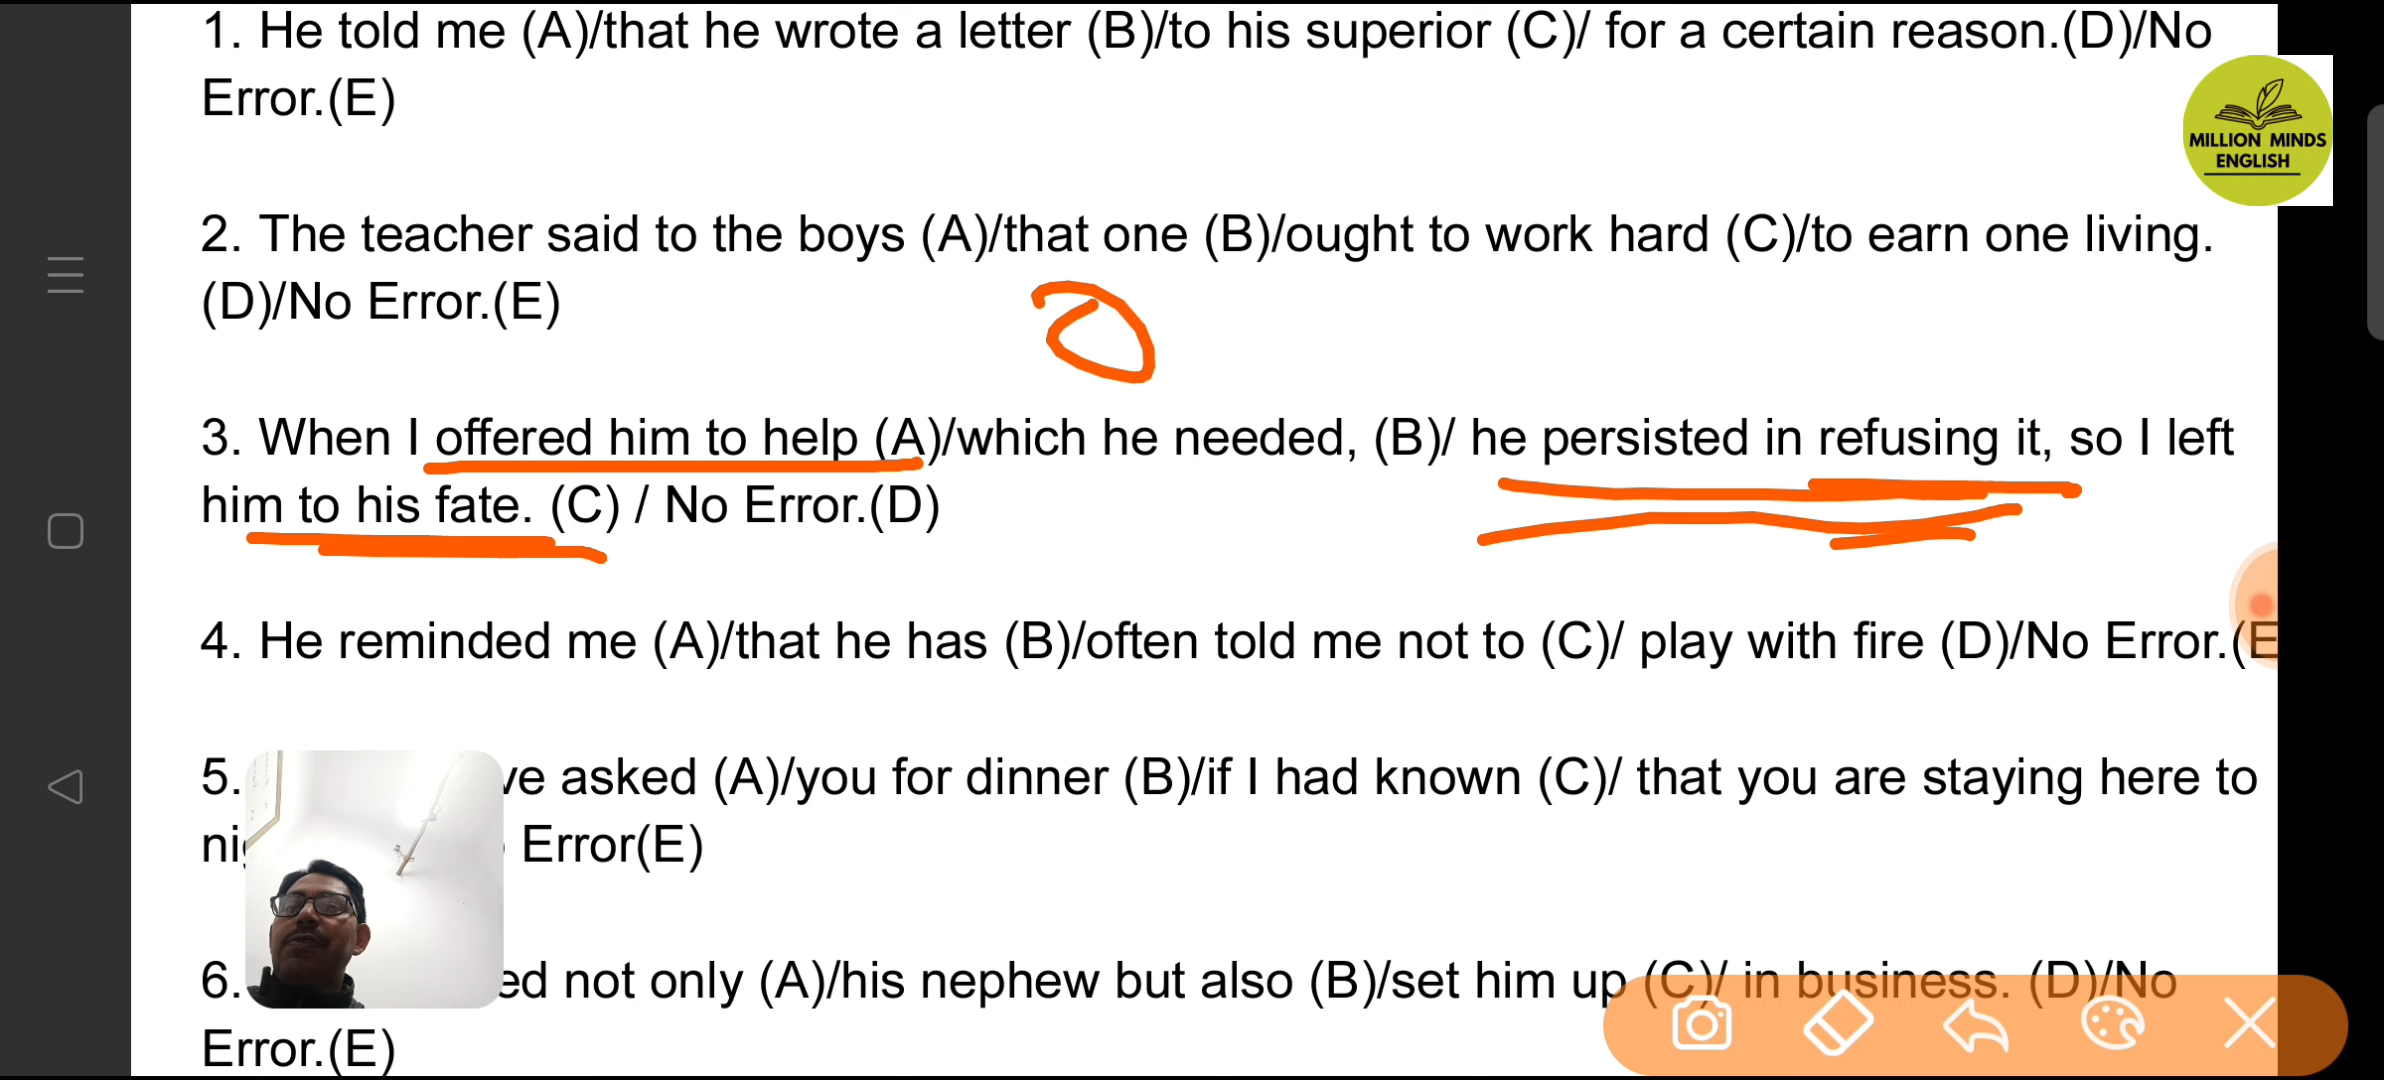 1. He told me (A)/that he wrote a letter (B)/to his superior (C)/ for a certain reason.(D)/No
Error.(E)
MILLION MINDS
ENGLISH
2. The teacher said to the boys (A)/that one (B)/ought to work hard (C)/to earn one living.
(D)/No Error.(E)
3. When I offered him to help (A)/which he needed, (B)/ he persisted in refusing it, so I left
him to his fate. (C) / No Error.(D)
4. He reminded me (A)/that he has (B)/often told me not to (C)/ play with fire (D)/No Error.(E
5. asked (A)/you for dinner (B)/if I had known (C)/ that you are staying here to
Error(E)
6. not only (A)/his nephew but also (B)/set him up (C)/ in business. (D)/No
Error.(E)